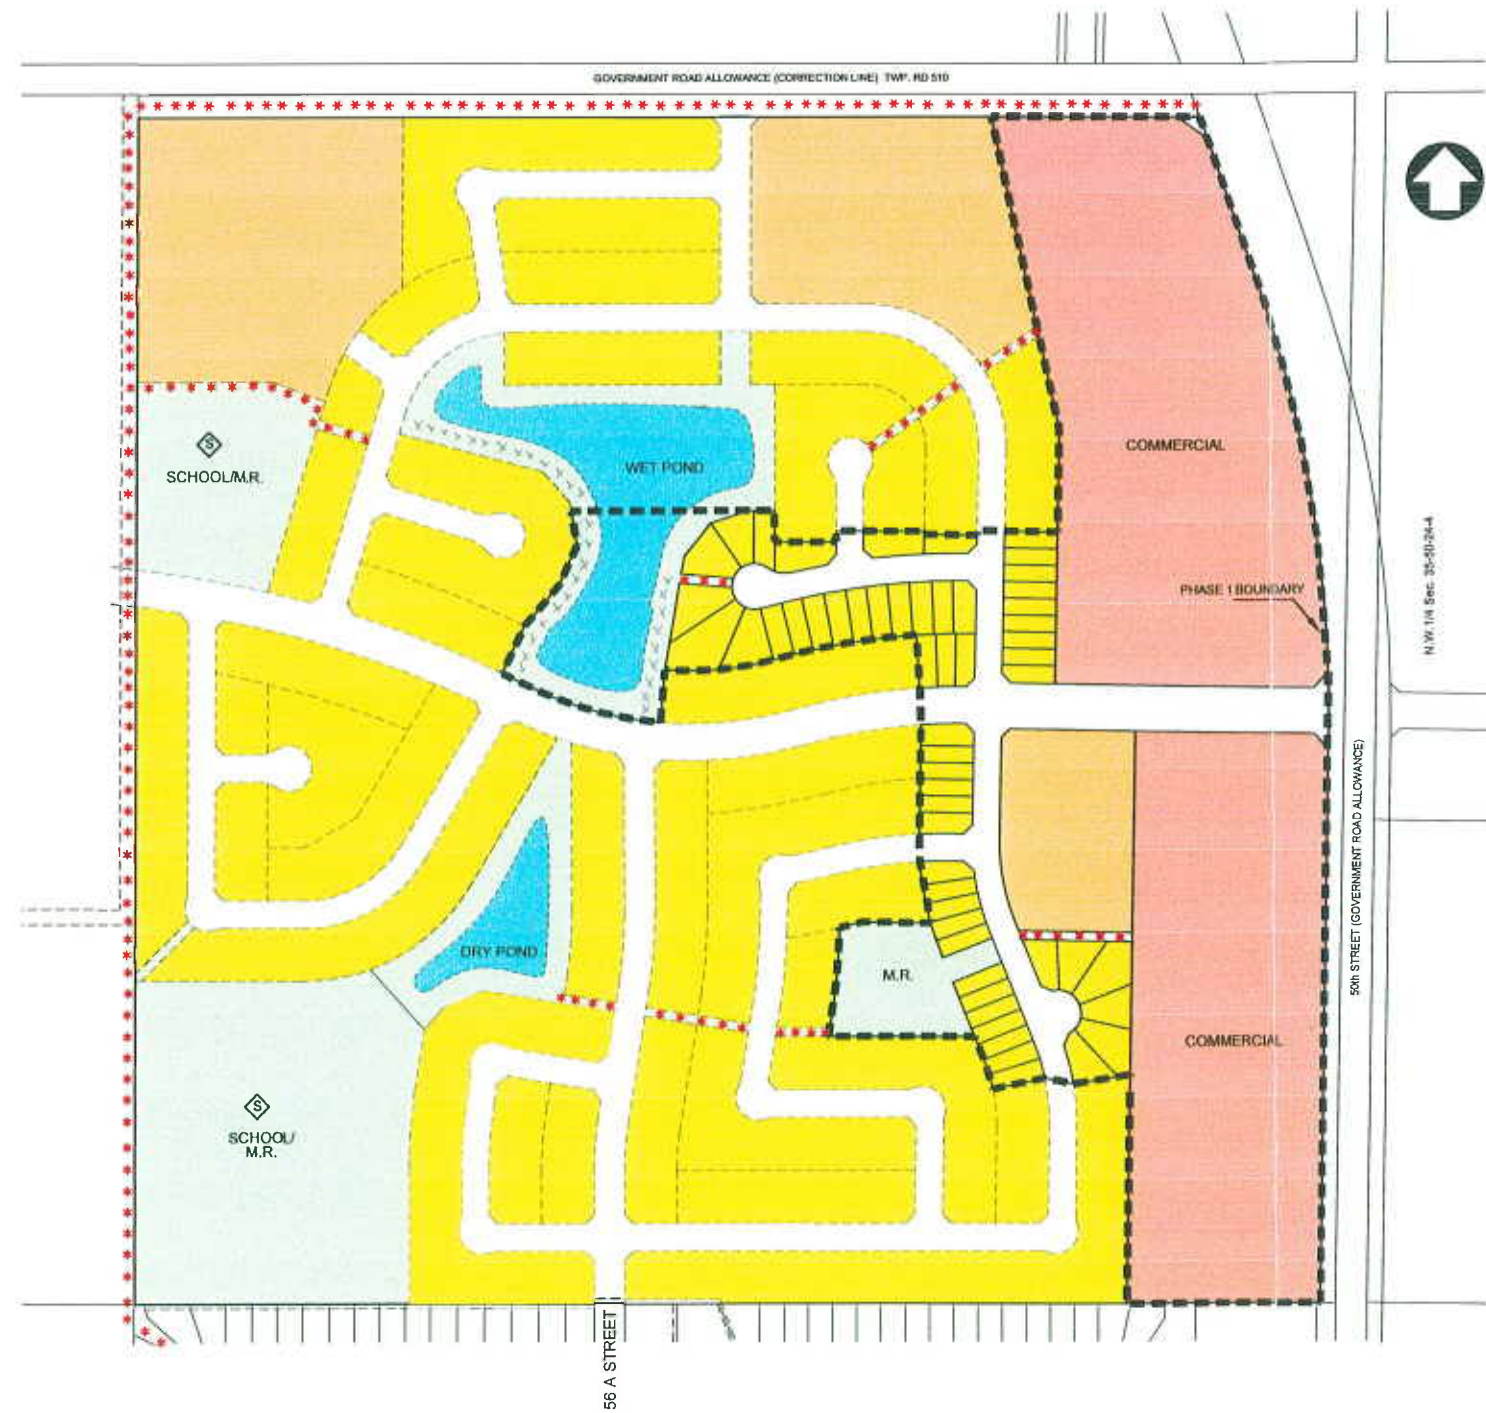 GOVERNMENT ROAD ALLOWANCE (CORRECTION LINE) TWP. RD 510
COMMERCIAL
S
SCHOOL/M.R.
WET POND
N.W. 1/4 Sec. 35-50-24-4
PHASE 1 BOUNDARY
50th STREET (GOVERNMENT ROAD ALLOWANCE)
DRY POND
M.R.
COMMERCIAL
S
SCHOOL/
M.R.
56 A STREET